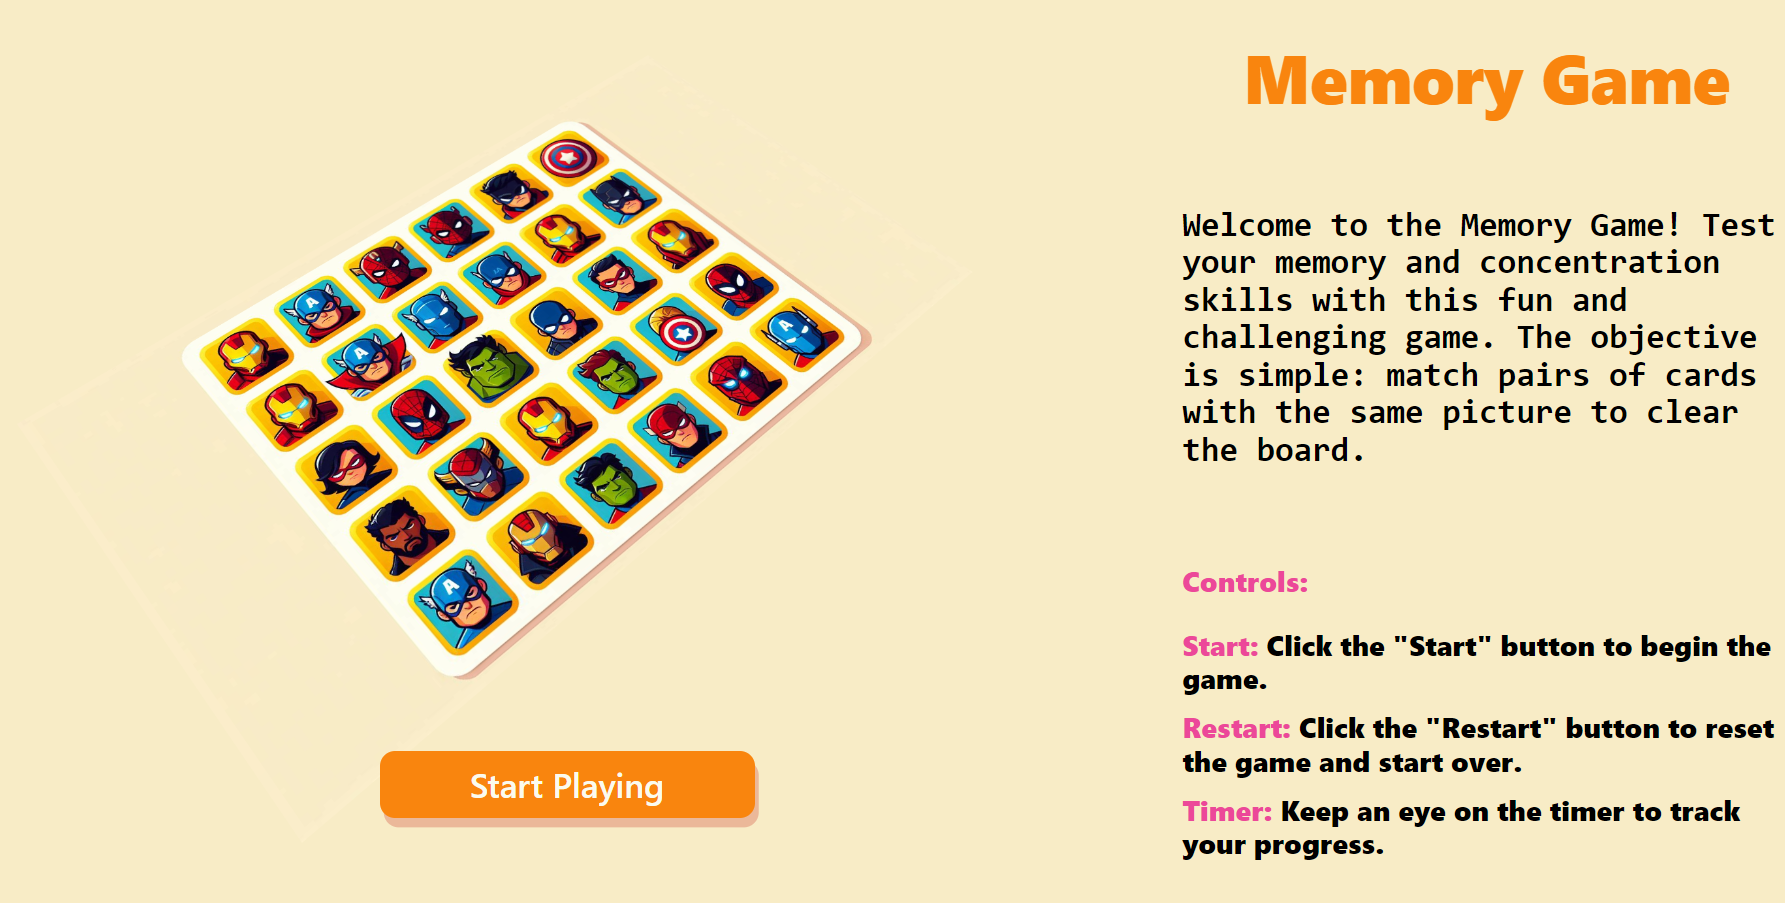 Memory Game
Welcome to the Memory Game! Test
your memory and concentration
skills with this fun and
challenging game. The objective
is simple: match pairs of cards
with the same picture to clear
the board.
Controls:
Start: Click the "Start" button to begin the
game.
Restart: Click the "Restart" button to reset
the game and start over.
Timer: Keep an eye on the timer to track
your progress.
Start Playing
A
A
A
A